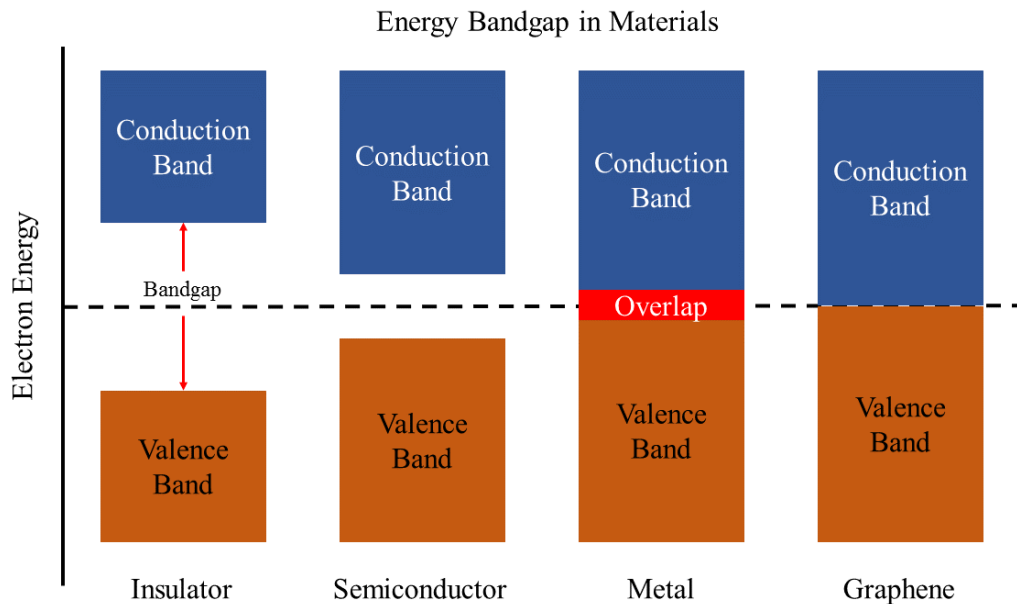 Energy Bandgap in Materials
Electron Energy
Conduction
Band
Bandgap
Valence
Band
Insulator
Conduction
Band
Valence
Band
Semiconductor
Conduction
Band
Overlap
Valence
Band
Metal
Conduction
Band
Valence
Band
Graphene